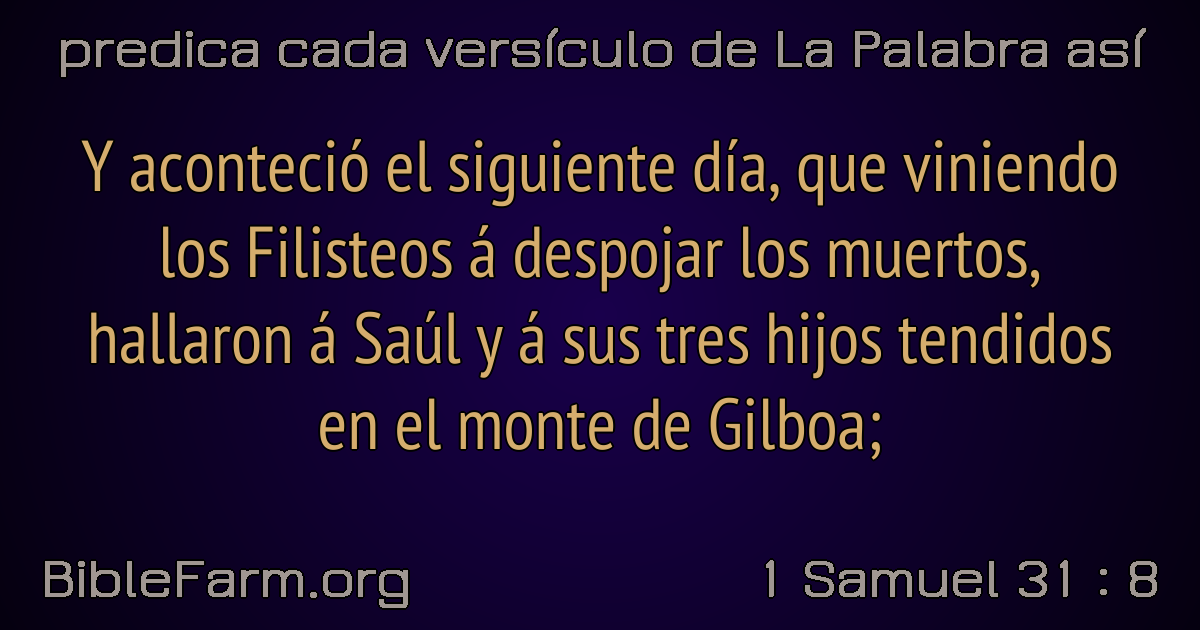 predica cada versículo de La Palabra así
Y aconteció el siguiente día, que viniendo
los Filisteos á despojar los muertos,
hallaron á Saúl y á sus tres hijos tendidos
en el monte de Gilboa;
BibleFarm.org
1 Samuel 31 : 8